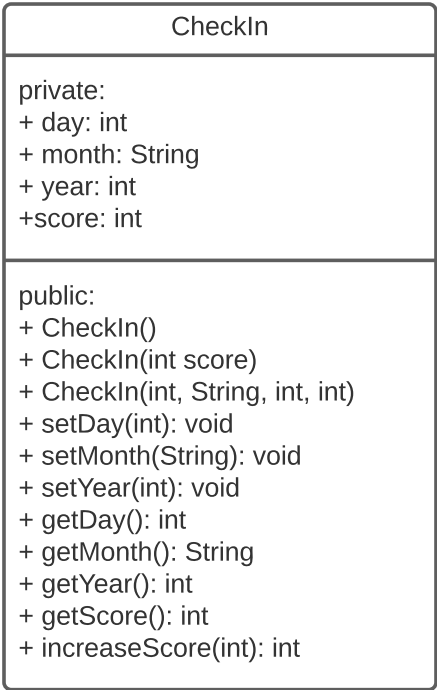 CheckIn
private:
+ day: int
+ month: String
+ year: int
+score: int
public:
+ CheckIn()
+ CheckIn(int score)
+ CheckIn(int, String, int, int)
+ setDay(int): void
+ setMonth(String): void
+ setYear(int): void
+ getDay(): int
+ getMonth(): String
+ getYear(): int
+ getScore(): int
+ increaseScore(int): int